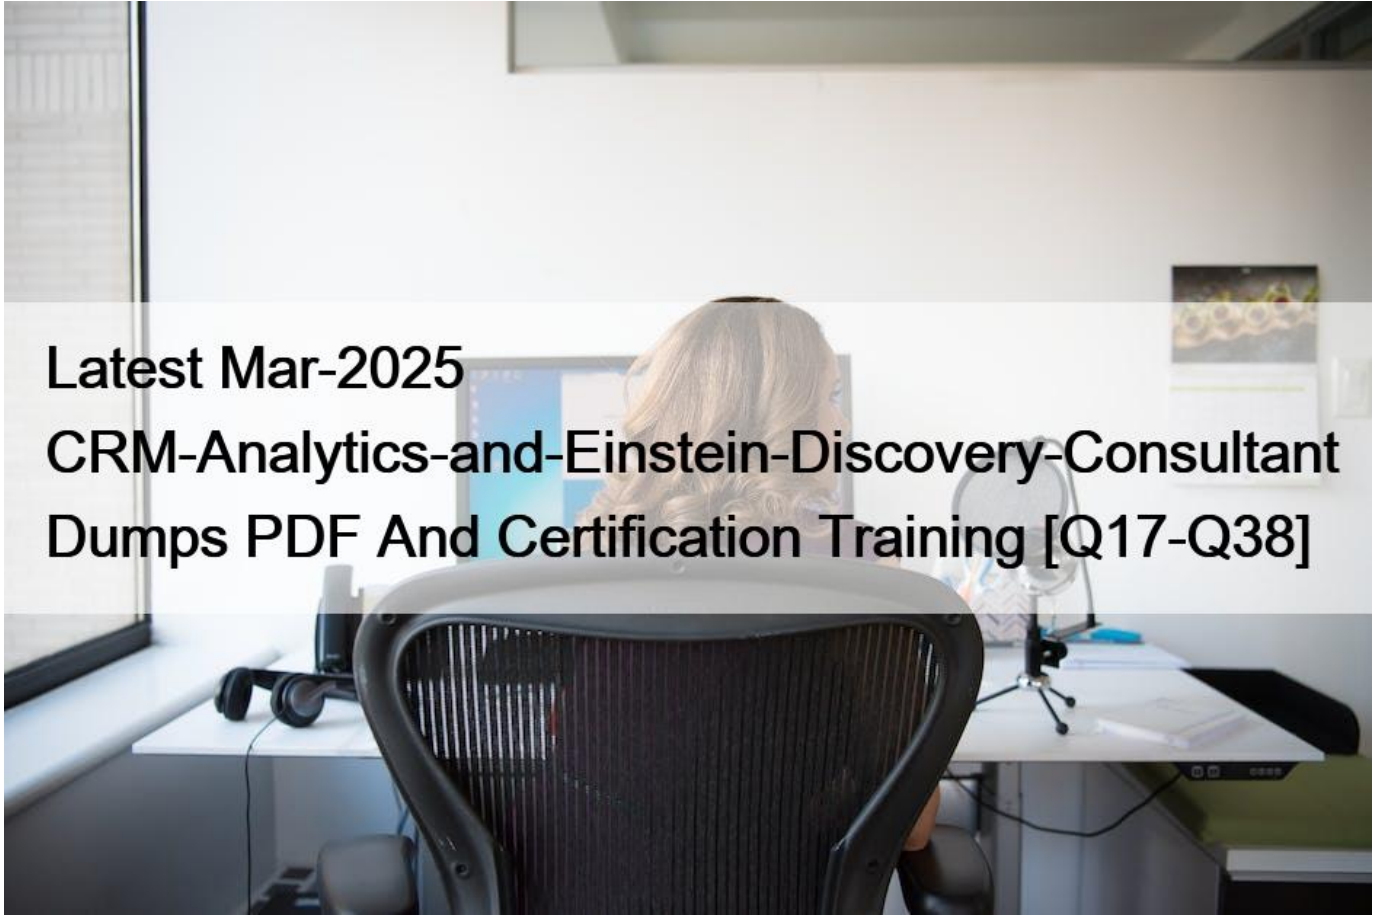 Latest Mar-2025
CRM-Analytics-and-Einstein-Discovery-Consultant
Dumps PDF And Certification Training [Q17-Q38]